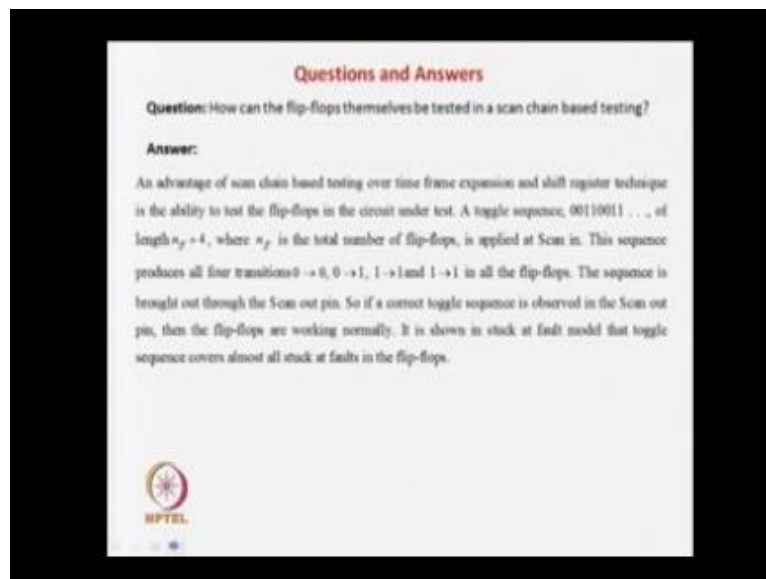 Questions and Answers
Question: How can the flip-flops themselves be tested in a scan chain based testing?
Answer:
An advantage of scan chain based testing over time frame expansion and shift register technique
is the ability to test the flip-flops in the circuit under test. A toggle sequence, 00110011 . . ., of
length n_F + 4, where n_F is the total number of flip-flops, is applied at Scan in. This sequence
produces all four transitions 0 → 0, 0 → 1, 1 → 1and 1 → 1 in all the flip-flops. The sequence is
brought out through the Scan out pin. So if a correct toggle sequence is observed in the Scan out
pin, then the flip-flops are working normally. It is shown in stuck at fault model that toggle
sequence covers almost all stuck at faults in the flip-flops.
NPTEL